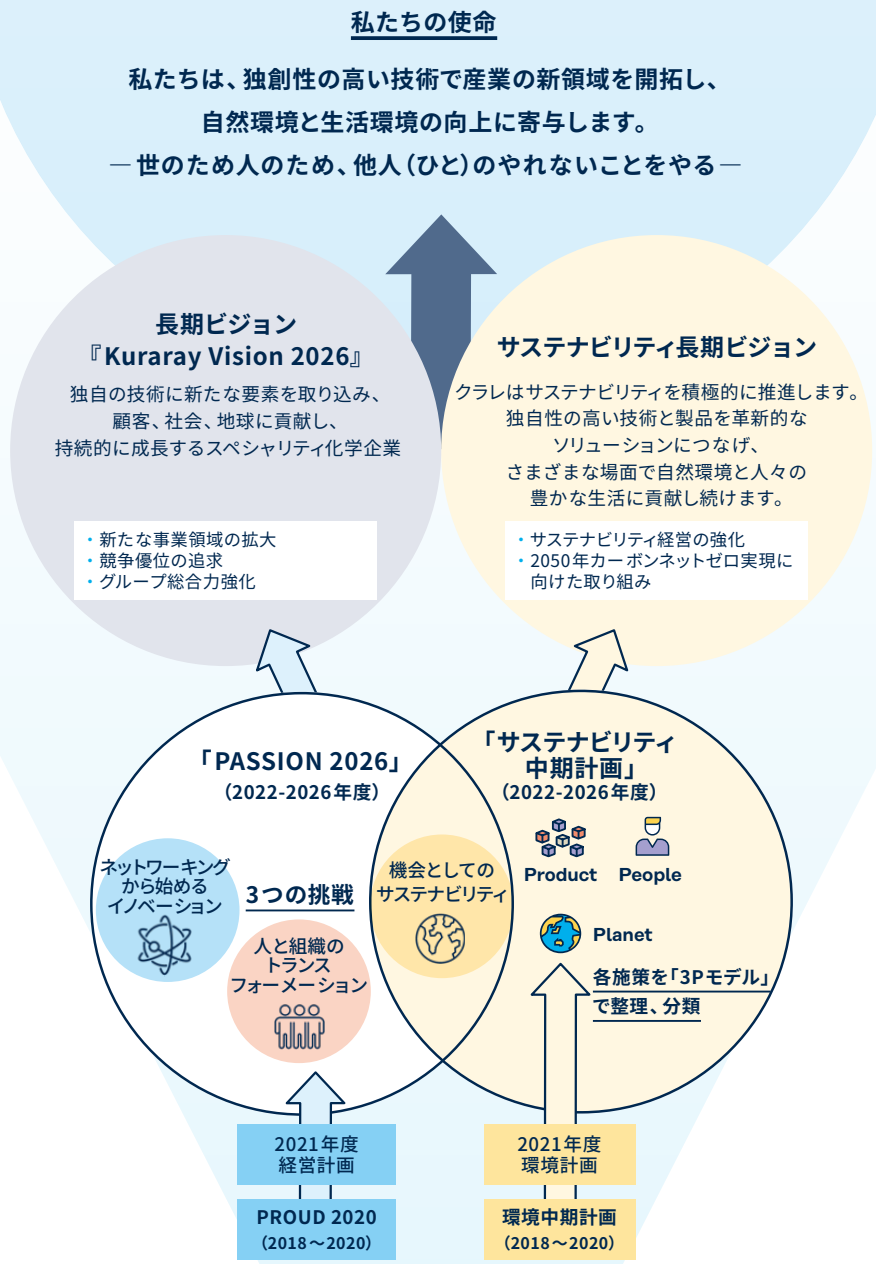 私たちの使命
私たちは、独創性の高い技術で産業の新領域を開拓し、
自然環境と生活環境の向上に寄与します。
―世のため人のため、他人（ひと）のやれないことをやる―
長期ビジョン
『Kuraray Vision 2026』
独自の技術に新たな要素を取り込み、
顧客、社会、地球に貢献し、
持続的に成長するスペシャリティ化学企業
・新たな事業領域の拡大
・競争優位の追求
・グループ総合力強化
サステナビリティ長期ビジョン
クラレはサステナビリティを積極的に推進します。
独自性の高い技術と製品を革新的な
ソリューションにつなげ、
さまざまな場面で自然環境と人々の
豊かな生活に貢献し続けます。
・サステナビリティ経営の強化
・2050年カーボンネットゼロ実現に
向けた取り組み
「PASSION 2026」
（2022-2026年度）
ネットワーキング
から始める
イノベーション
3つの挑戦
人と組織の
トランス
フォーメーション
機会としての
サステナビリティ
「サステナビリティ
中期計画」
（2022-2026年度）
Product
People
Planet
各施策を「3Pモデル」
で整理、分類
2021年度
経営計画
PROUD 2020
（2018～2020）
2021年度
環境計画
環境中期計画
（2018～2020）